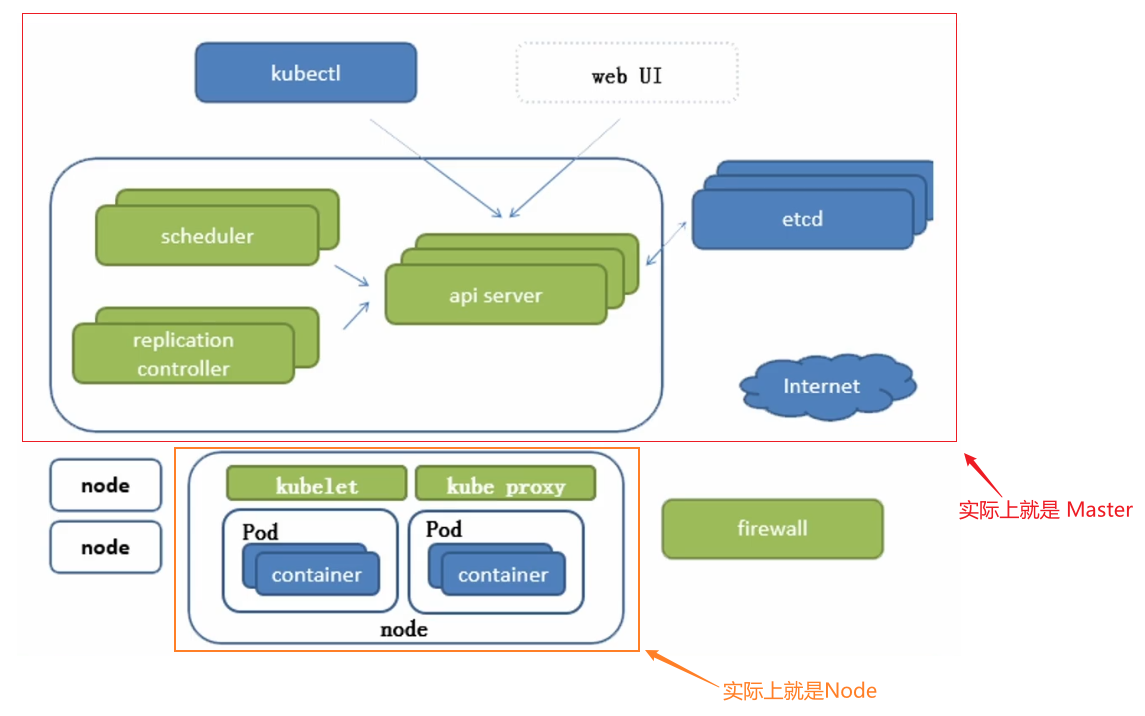 kubectl
web UI
scheduler
etcd
api server
replication
controller
Internet
实际上就是 Master
node
node
kubelet
kube proxy
Pod
container
Pod
container
node
firewall
实际上就是Node